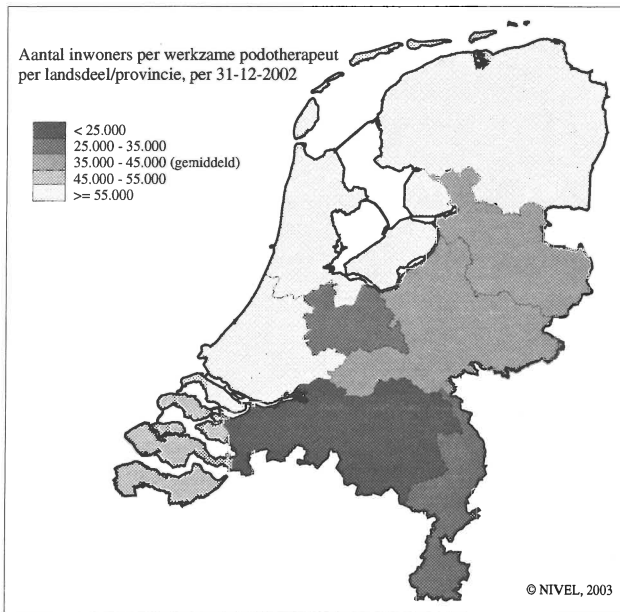 Aantal inwoners per werkzame podotherapeut
per landsdeel/provincie, per 31-12-2002
< 25.000
25.000 - 35.000
35.000 - 45.000 (gemiddeld)
45.000 - 55.000
>= 55.000
© NIVEL, 2003